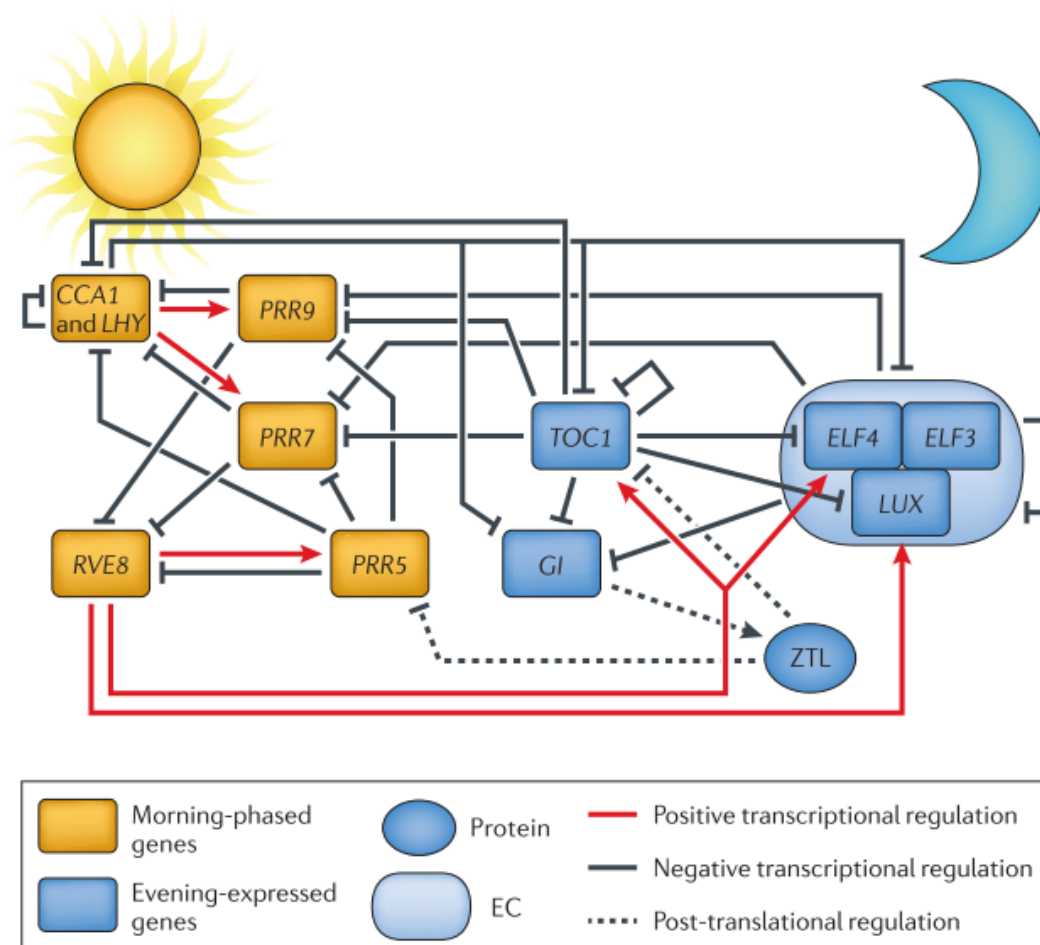 CCA1
and LHY
PRR9
PRR7
TOC1
ELF4
ELF3
LUX
RVE8
PRR5
GI
ZTL
Morning-phased
genes
Protein
Positive transcriptional regulation
Negative transcriptional regulation
Evening-expressed
genes
EC
Post-translational regulation